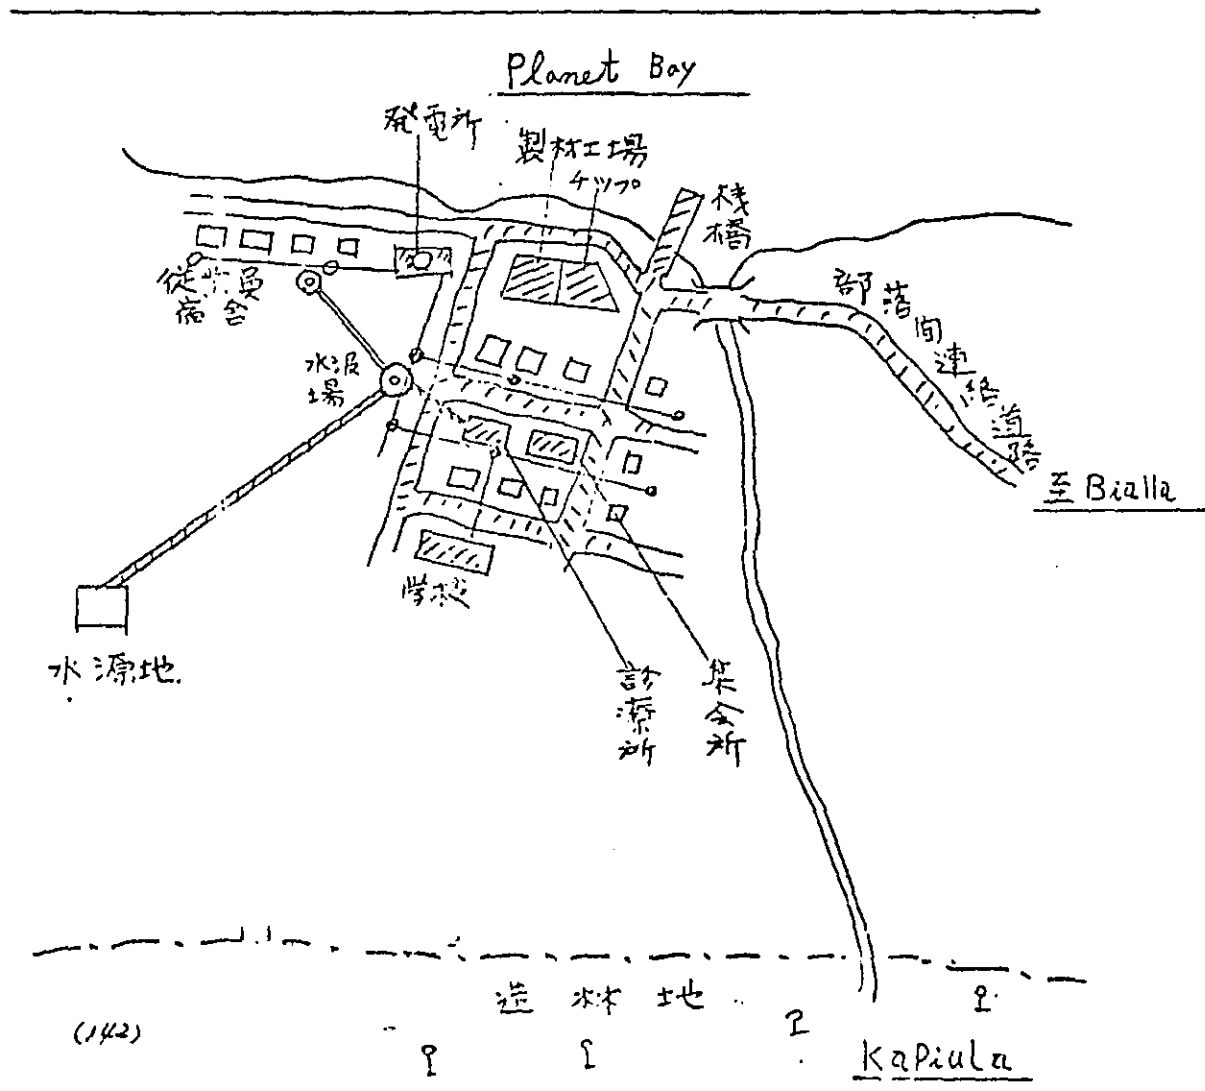 Planet Bay
発電所
製材工場
チップ
桟橋
従業員
宿舎
部落間連絡道路
水汲
場
至 Bialla
学校
水源地
診療所
集会所
造林地
(142)
Kapiula